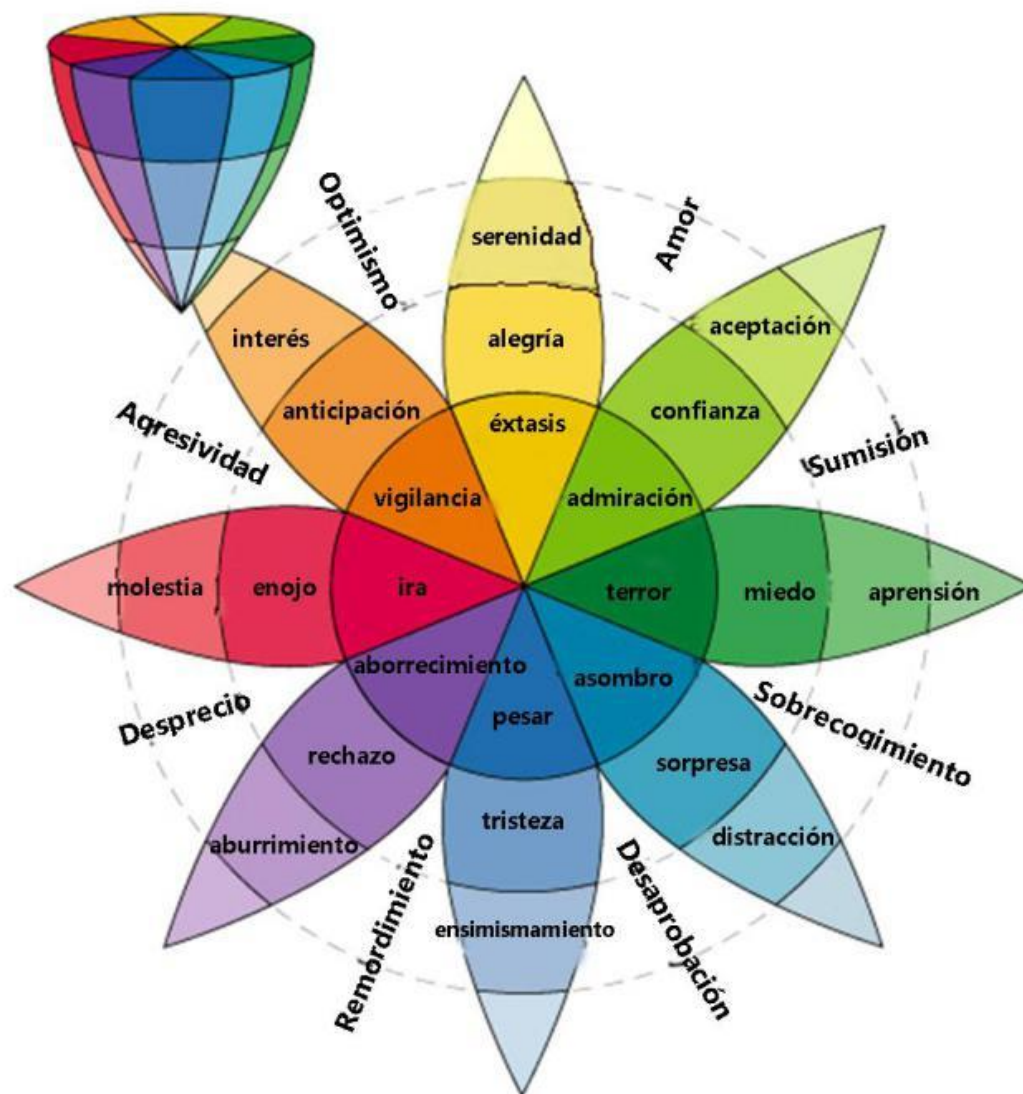 Optimismo
serenidad
Amor
interés
alegría
aceptación
anticipación
éxtasis
confianza
Agresividad
Sumisión
vigilancia
admiración
molestia
enojo
ira
terror
miedo
aprensión
aborrecimiento
asombro
Desprecio
pesar
Sobrecogimiento
rechazo
sorpresa
tristeza
aburrimiento
distracción
Remordimiento
ensimismamiento
Desaprobación